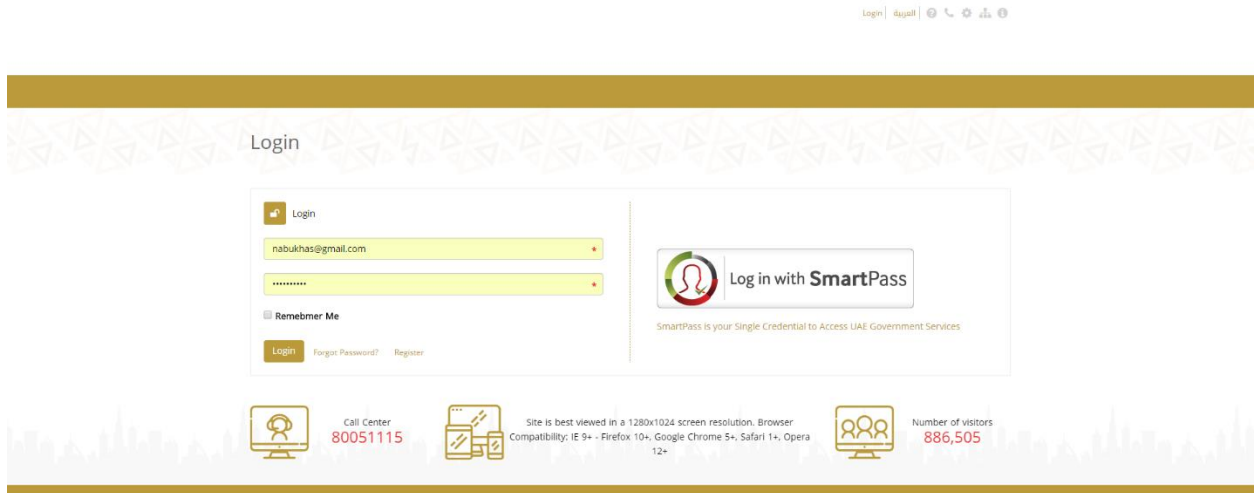 Login العربية
Login
Login
nabukhas@gmail.com *
•••••••••• *
Remebmer Me
Login Forgot Password? Register
Log in with SmartPass
SmartPass is your Single Credential to Access UAE Government Services
Call Center
80051115
Site is best viewed in a 1280x1024 screen resolution. Browser
Compatibility: IE 9+ - Firefox 10+, Google Chrome 5+, Safari 1+, Opera
12+
Number of visitors
886,505